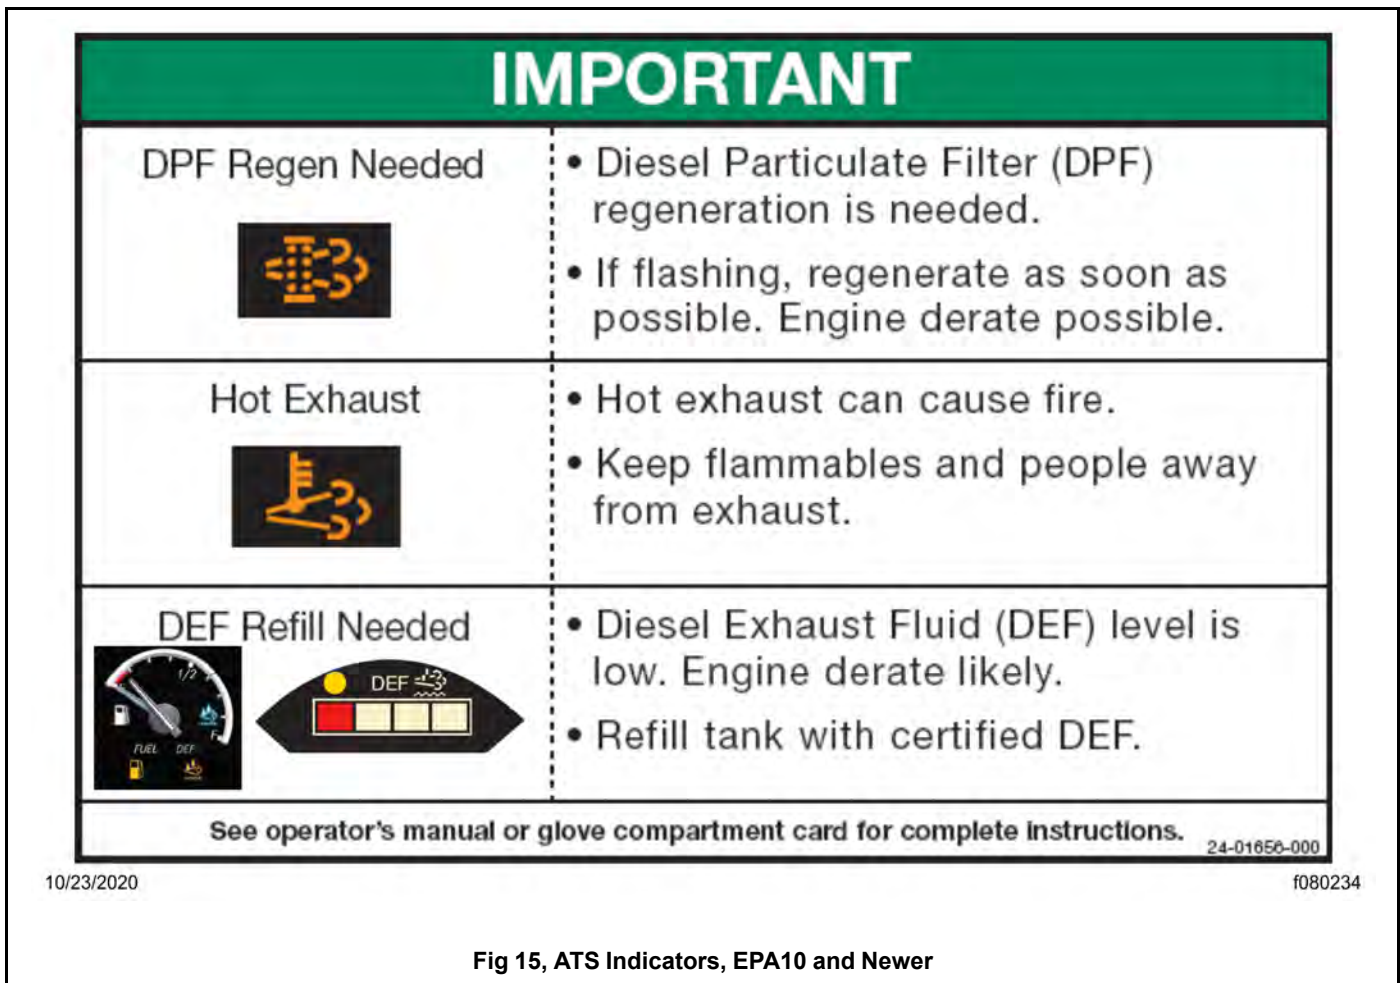 IMPORTANT
DPF Regen Needed
• Diesel Particulate Filter (DPF)
regeneration is needed.
• If flashing, regenerate as soon as
possible. Engine derate possible.
Hot Exhaust
• Hot exhaust can cause fire.
• Keep flammables and people away
from exhaust.
DEF Refill Needed
1/2
F
FUEL DEF
DEF
• Diesel Exhaust Fluid (DEF) level is
low. Engine derate likely.
• Refill tank with certified DEF.
See operator's manual or glove compartment card for complete instructions.
24-01656-000
10/23/2020
f080234
Fig 15, ATS Indicators, EPA10 and Newer